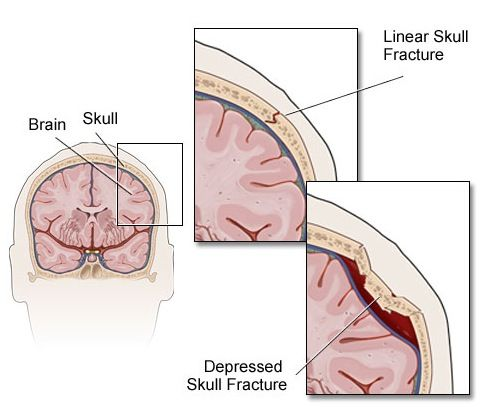 Linear Skull
Fracture
Skull
Brain
Depressed
Skull Fracture